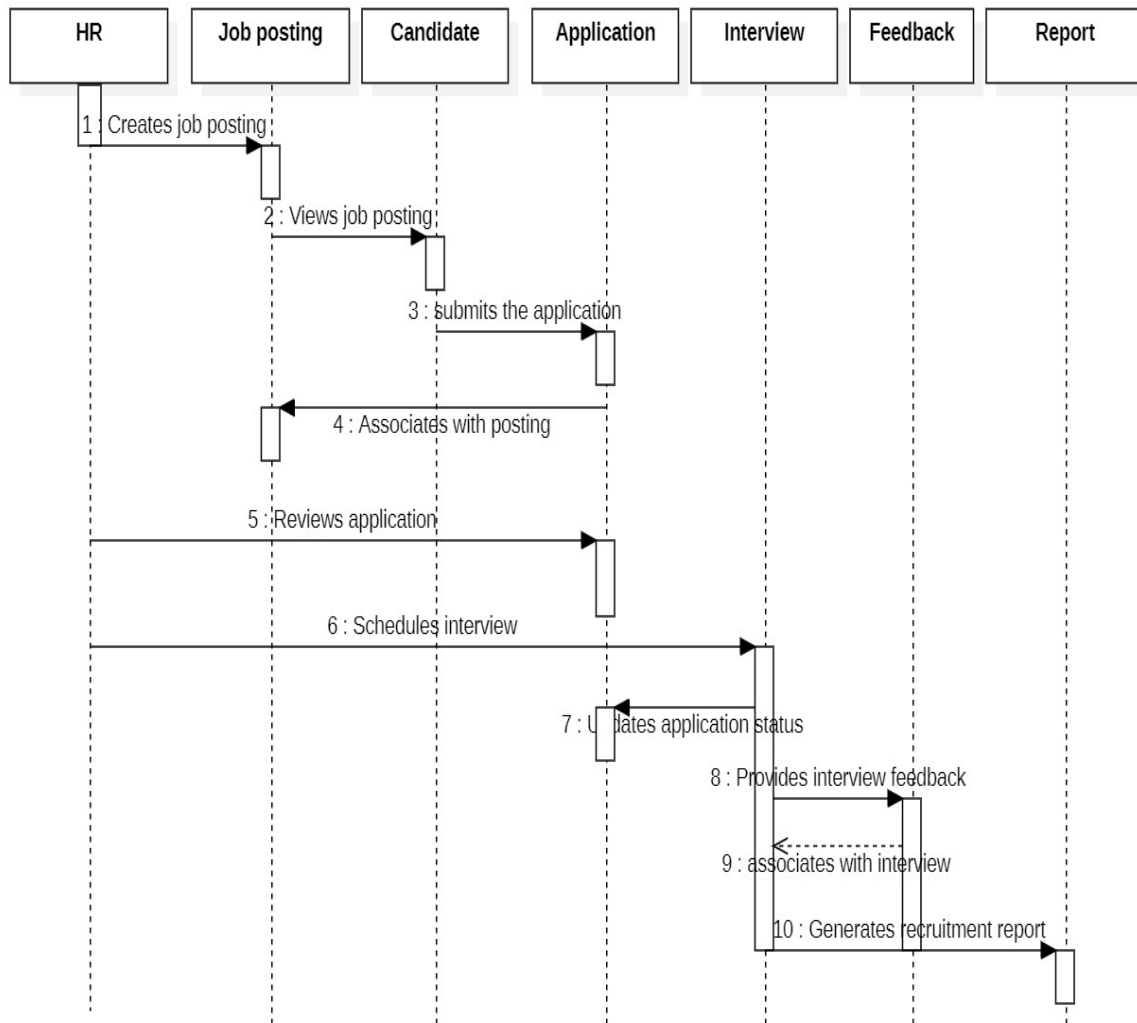 HR
Job posting
Candidate
Application
Interview
Feedback
Report
1 : Creates job posting
2 : Views job posting
3 : submits the application
4 : Associates with posting
5 : Reviews application
6 : Schedules interview
7 : Updates application status
8 : Provides interview feedback
9 : associates with interview
10 : Generates recruitment report